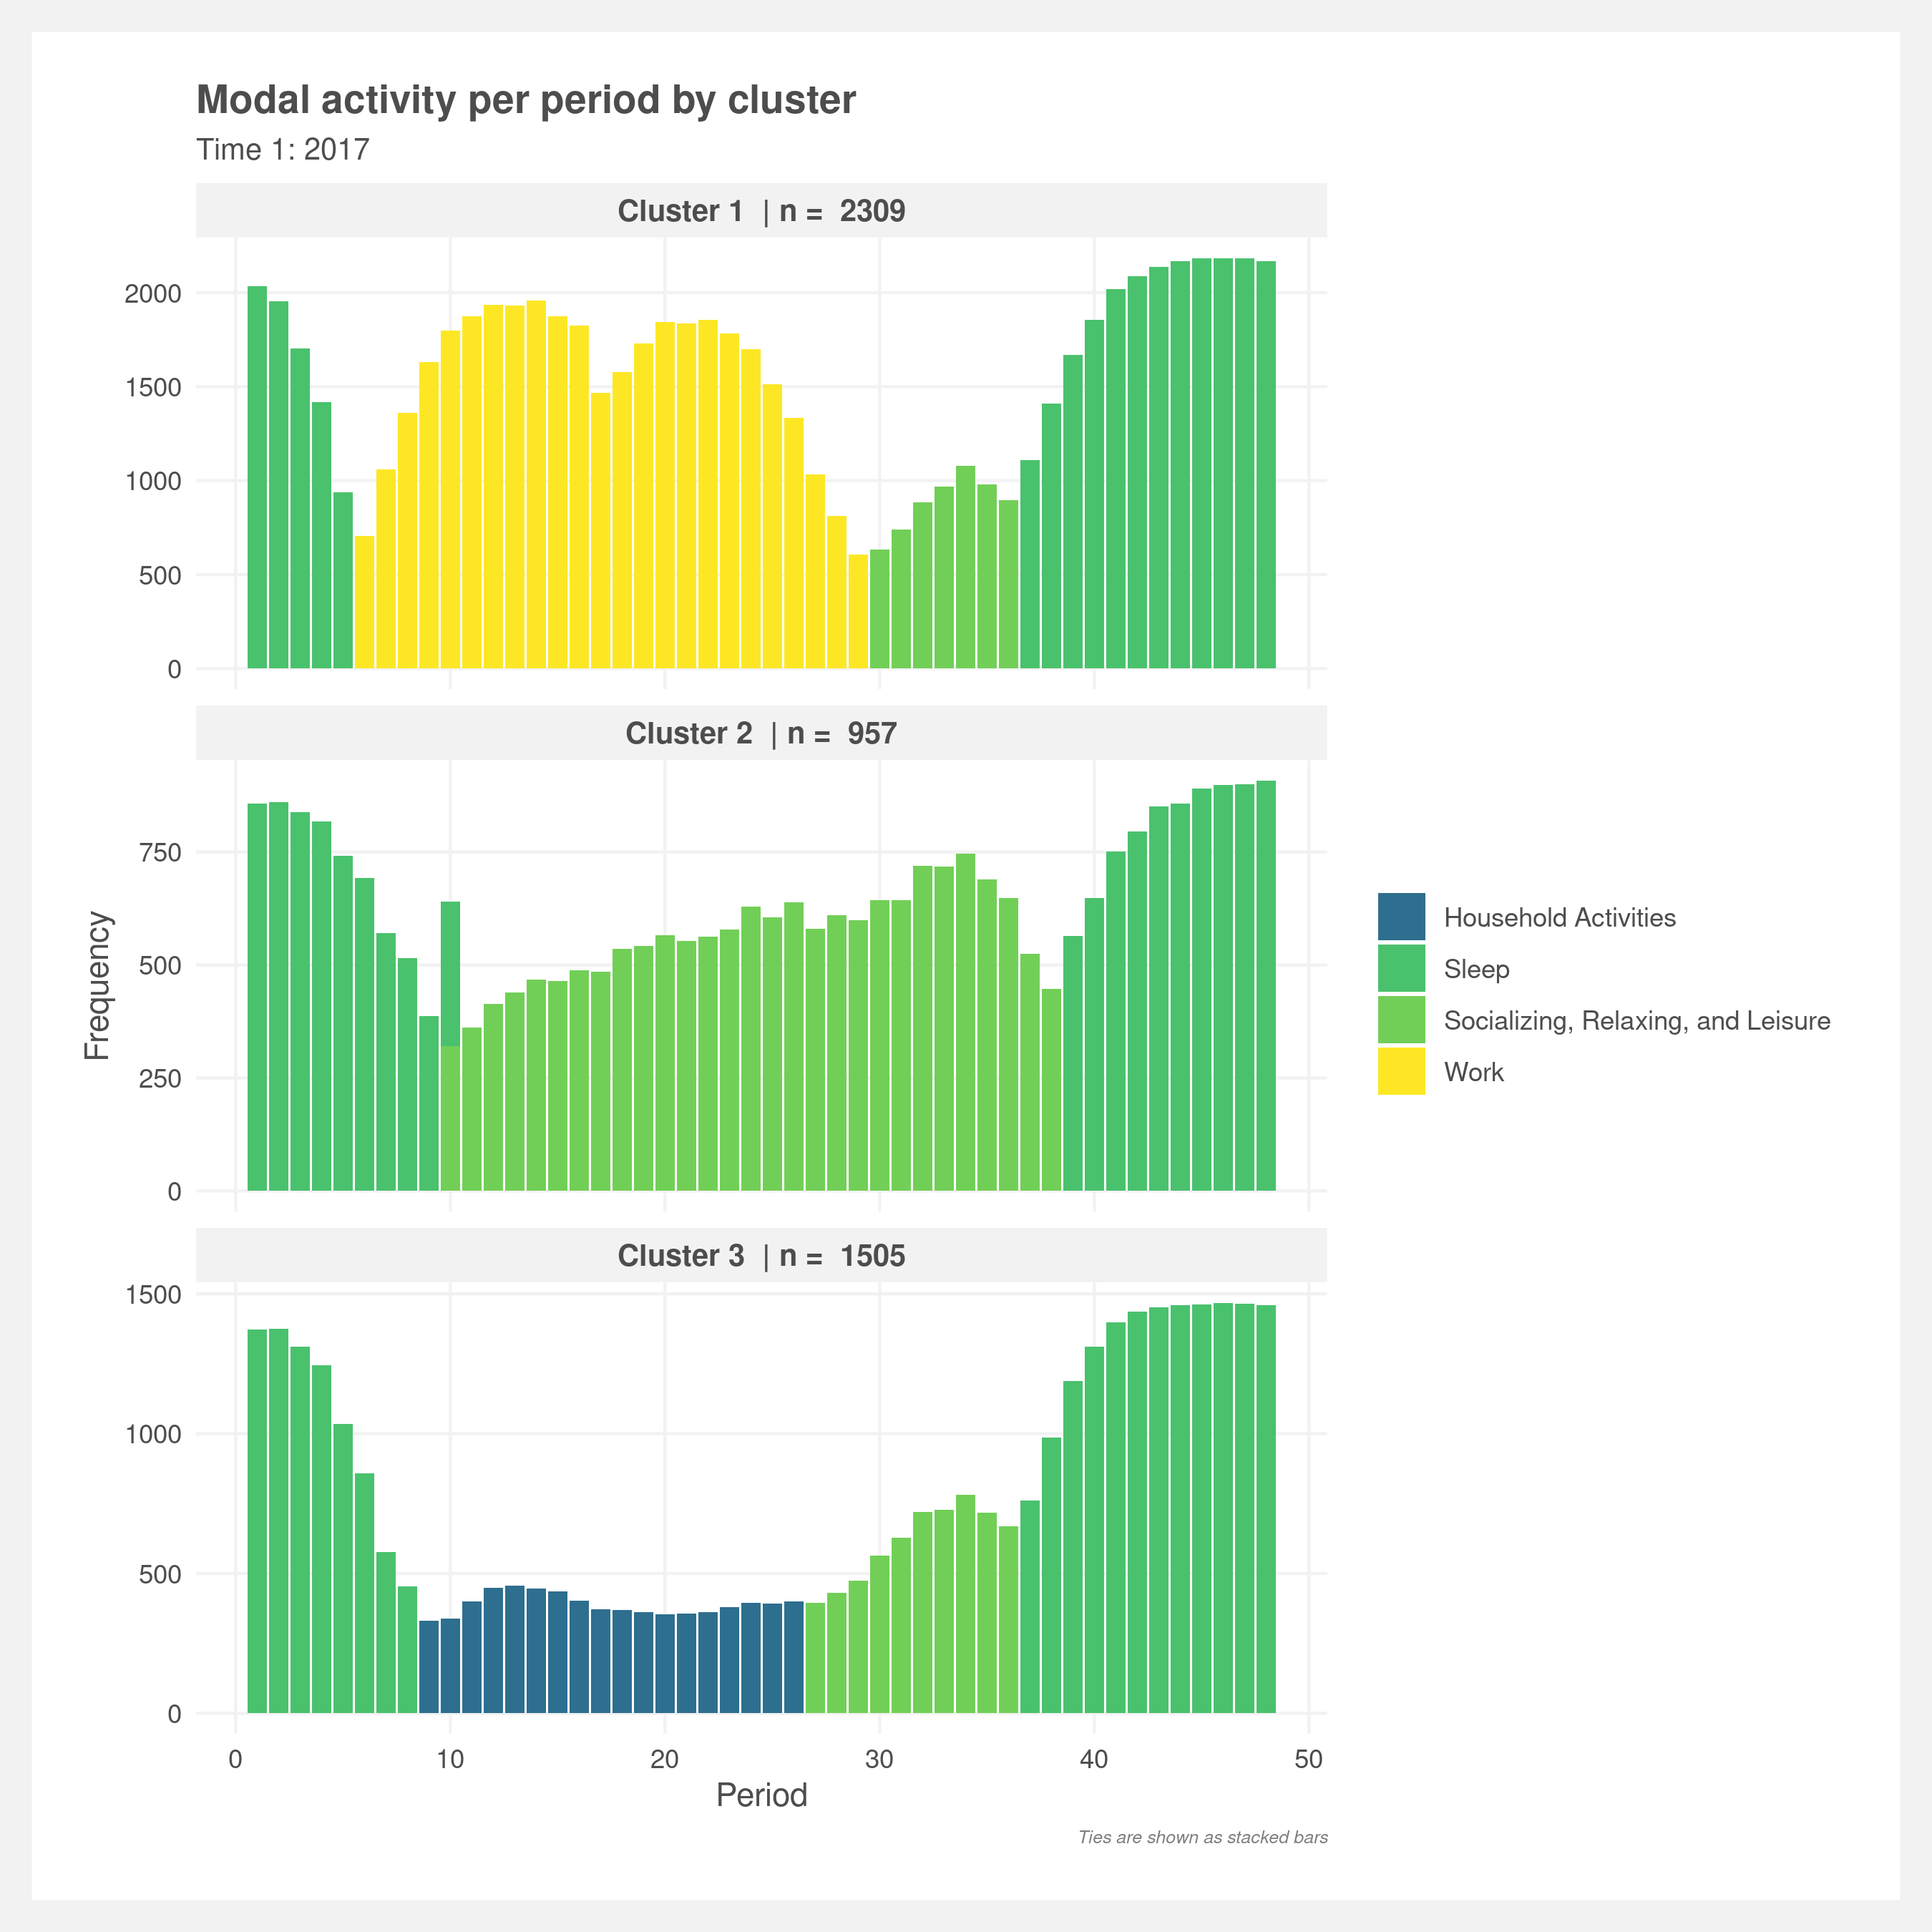 Modal activity per period by cluster
Time 1: 2017
Cluster 1 | n = 2309
2000
1500
1000
500
0
Cluster 2 | n = 957
750
500
250
0
Cluster 3 | n = 1505
1500
1000
500
0
0 10 20 30 40 50
Period
Frequency
Household Activities
Sleep
Socializing, Relaxing, and Leisure
Work
Ties are shown as stacked bars